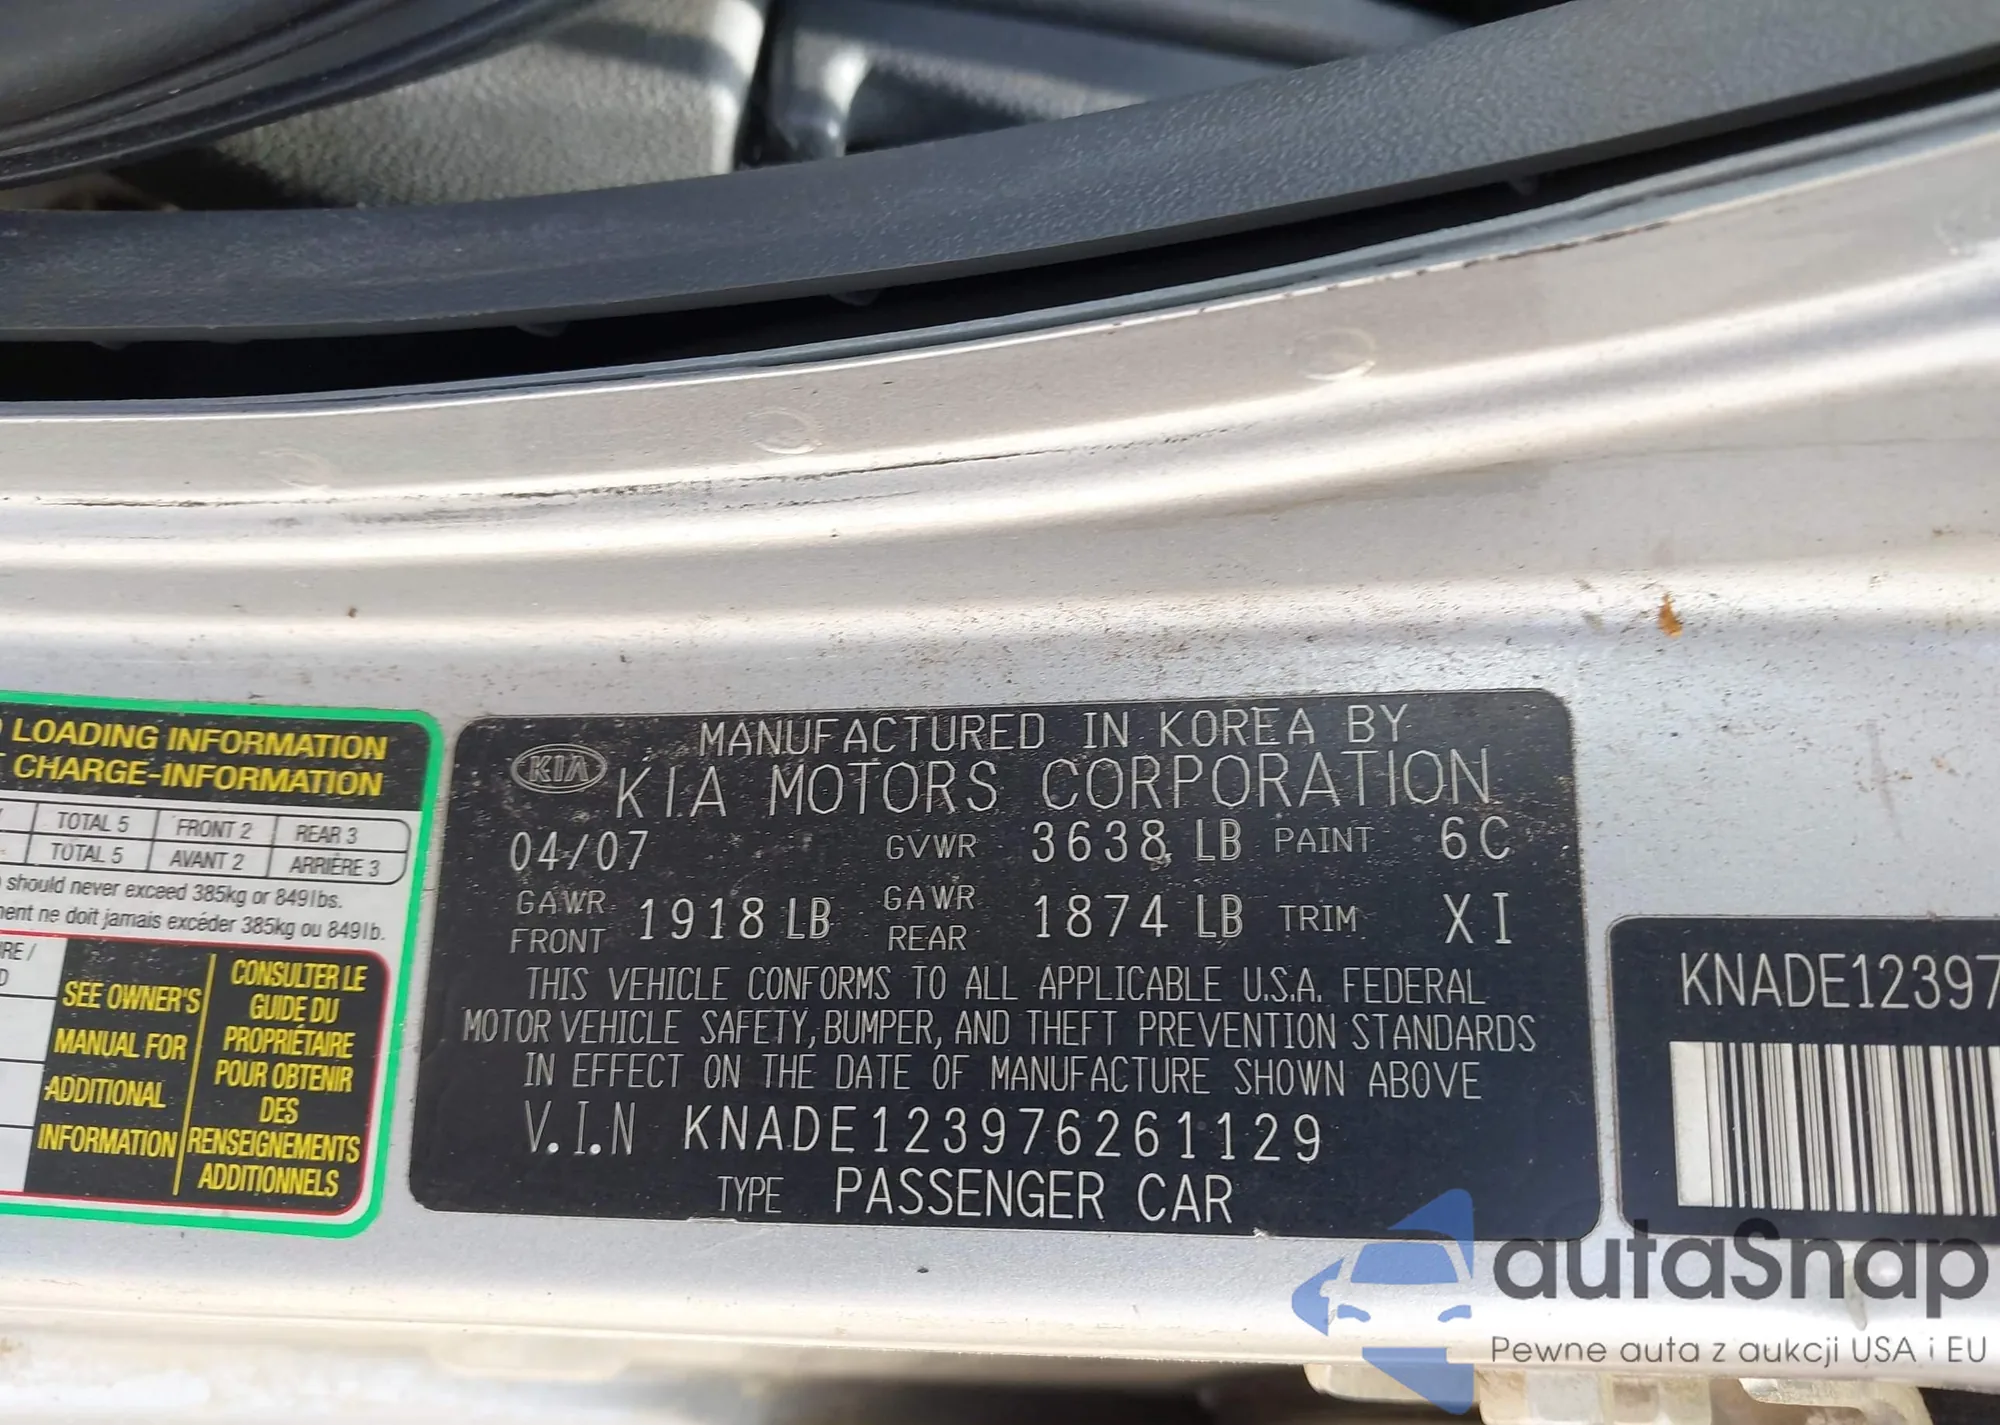 LOADING INFORMATION
CHARGE-INFORMATION
TOTAL 5 FRONT 2 REAR 3
TOTAL 5 AVANT 2 ARRIÈRE 3
should never exceed 385kg or 849lbs.
ne doit jamais excéder 385kg ou 849lb.
SEE OWNER'S
MANUAL FOR
ADDITIONAL
INFORMATION
CONSULTER LE
GUIDE DU
PROPRIÉTAIRE
POUR OBTENIR
DES
RENSEIGNEMENTS
ADDITIONNELS
MANUFACTURED IN KOREA BY
KIA KIA MOTORS CORPORATION
04/07 GVWR 3638 LB PAINT 6C
GAWR FRONT 1918 LB GAWR REAR 1874 LB TRIM XI
THIS VEHICLE CONFORMS TO ALL APPLICABLE U.S.A. FEDERAL
MOTOR VEHICLE SAFETY, BUMPER, AND THEFT PREVENTION STANDARDS
IN EFFECT ON THE DATE OF MANUFACTURE SHOWN ABOVE
V.I.N KNADE123976261129
TYPE PASSENGER CAR
KNADE12397
autaSnap
Pewne auta z aukcji USA i EU